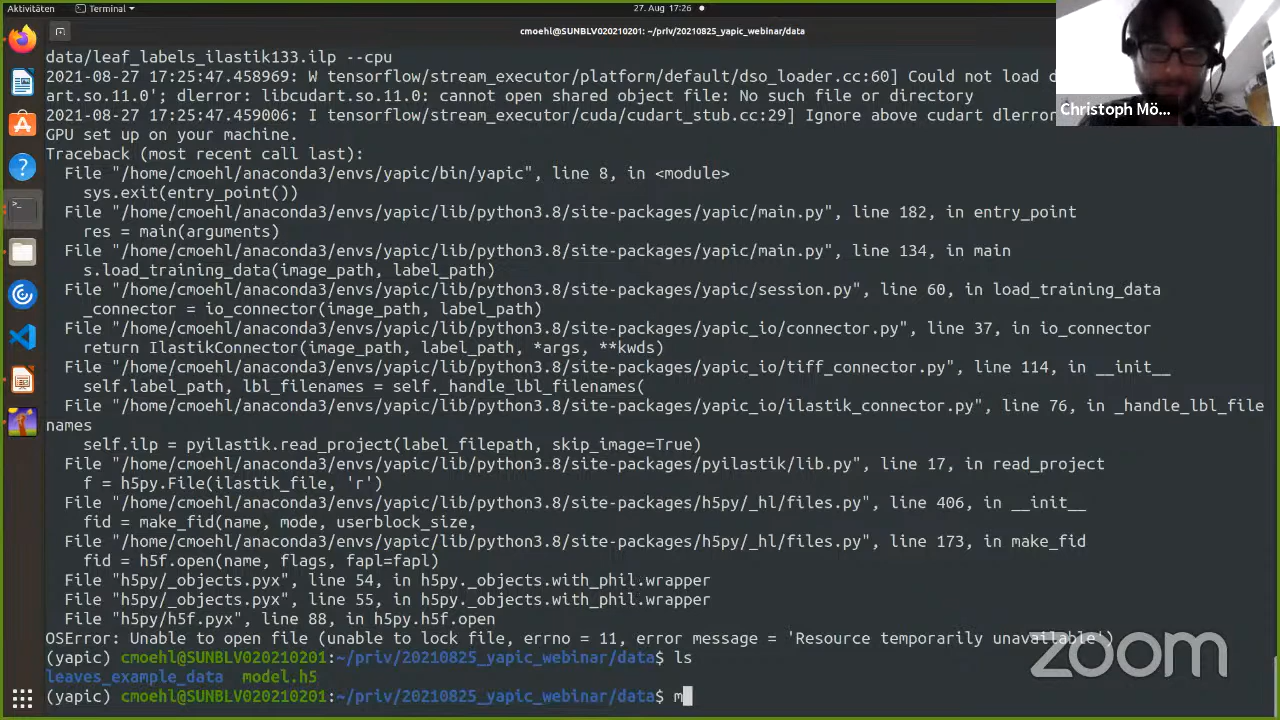 Aktivitäten
Terminal
27. Aug 17:26
cmoehl@SUNBLV020210201: ~/priv/20210825_yapic_webinar/data
data/leaf_labels_ilastik133.ilp --cpu
2021-08-27 17:25:47.458969: W tensorflow/stream_executor/platform/default/dso_loader.cc:60] Could not load d
art.so.11.0'; dlerror: libcudart.so.11.0: cannot open shared object file: No such file or directory
2021-08-27 17:25:47.459006: I tensorflow/stream_executor/cuda/cudart_stub.cc:29] Ignore above cudart dlerror
GPU set up on your machine.
Traceback (most recent call last):
File "/home/cmoehl/anaconda3/envs/yapic/bin/yapic", line 8, in <module>
sys.exit(entry_point())
File "/home/cmoehl/anaconda3/envs/yapic/lib/python3.8/site-packages/yapic/main.py", line 182, in entry_point
res = main(arguments)
File "/home/cmoehl/anaconda3/envs/yapic/lib/python3.8/site-packages/yapic/main.py", line 134, in main
s.load_training_data(image_path, label_path)
File "/home/cmoehl/anaconda3/envs/yapic/lib/python3.8/site-packages/yapic/session.py", line 60, in load_training_data
_connector = io_connector(image_path, label_path)
File "/home/cmoehl/anaconda3/envs/yapic/lib/python3.8/site-packages/yapic_io/connector.py", line 37, in io_connector
return IlastikConnector(image_path, label_path, *args, **kwds)
File "/home/cmoehl/anaconda3/envs/yapic/lib/python3.8/site-packages/yapic_io/tiff_connector.py", line 114, in __init__
self.label_path, lbl_filenames = self._handle_lbl_filenames(
File "/home/cmoehl/anaconda3/envs/yapic/lib/python3.8/site-packages/yapic_io/ilastik_connector.py", line 76, in _handle_lbl_file
names
self.ilp = pyilastik.read_project(label_filepath, skip_image=True)
File "/home/cmoehl/anaconda3/envs/yapic/lib/python3.8/site-packages/pyilastik/lib.py", line 17, in read_project
f = h5py.File(ilastik_file, 'r')
File "/home/cmoehl/anaconda3/envs/yapic/lib/python3.8/site-packages/h5py/_hl/files.py", line 406, in __init__
fid = make_fid(name, mode, userblock_size,
File "/home/cmoehl/anaconda3/envs/yapic/lib/python3.8/site-packages/h5py/_hl/files.py", line 173, in make_fid
fid = h5f.open(name, flags, fapl=fapl)
File "h5py/_objects.pyx", line 54, in h5py._objects.with_phil.wrapper
File "h5py/_objects.pyx", line 55, in h5py._objects.with_phil.wrapper
File "h5py/h5f.pyx", line 88, in h5py.h5f.open
OSError: Unable to open file (unable to lock file, errno = 11, error message = 'Resource temporarily unavailable')
(yapic) cmoehl@SUNBLV020210201:~/priv/20210825_yapic_webinar/data$ ls
leaves_example_data model.h5
(yapic) cmoehl@SUNBLV020210201:~/priv/20210825_yapic_webinar/data$ m
Christoph Mö...
zoom